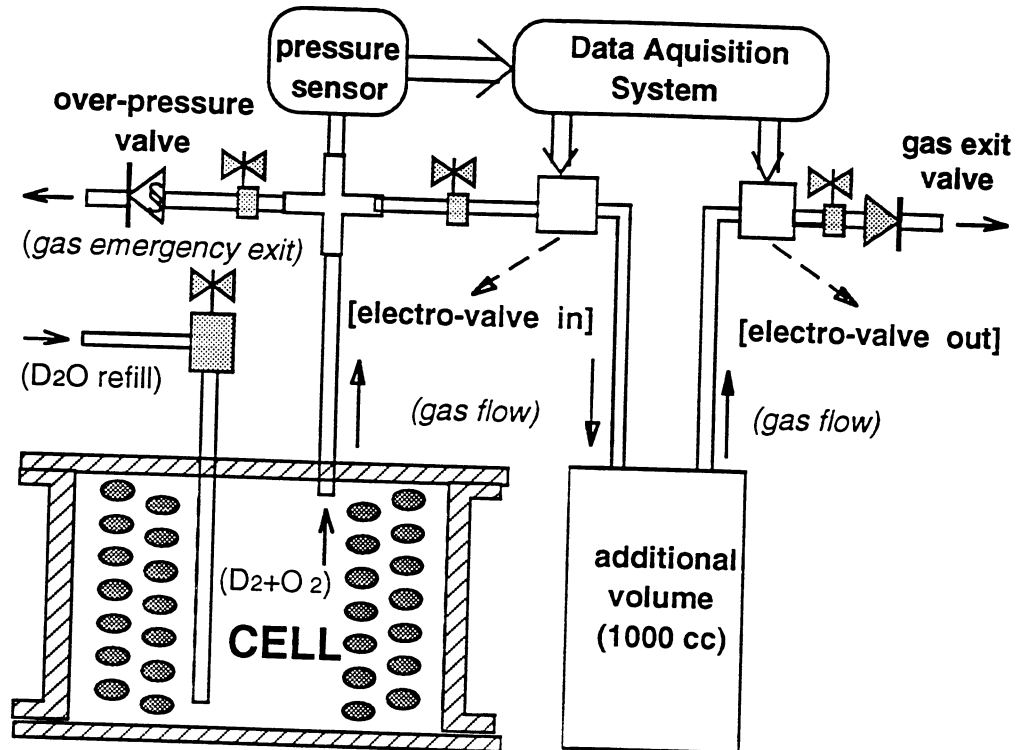 pressure
sensor
Data Aquisition
System
over-pressure
valve
gas exit
valve
(gas emergency exit)
[electro-valve in]
[electro-valve out]
(D2O refill)
(gas flow)
(gas flow)
(D2+O2)
CELL
additional
volume
(1000 cc)